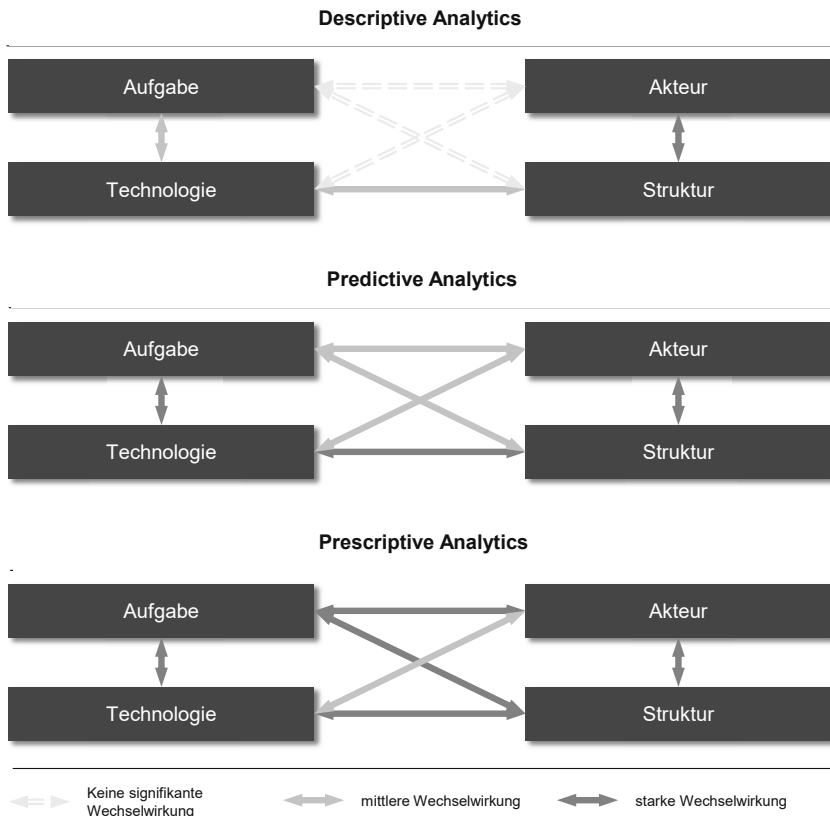 Descriptive Analytics
Aufgabe
Akteur
Technologie
Struktur
Predictive Analytics
Aufgabe
Akteur
Technologie
Struktur
Prescriptive Analytics
Aufgabe
Akteur
Technologie
Struktur
Keine signifikante
Wechselwirkung
mittlere Wechselwirkung
starke Wechselwirkung